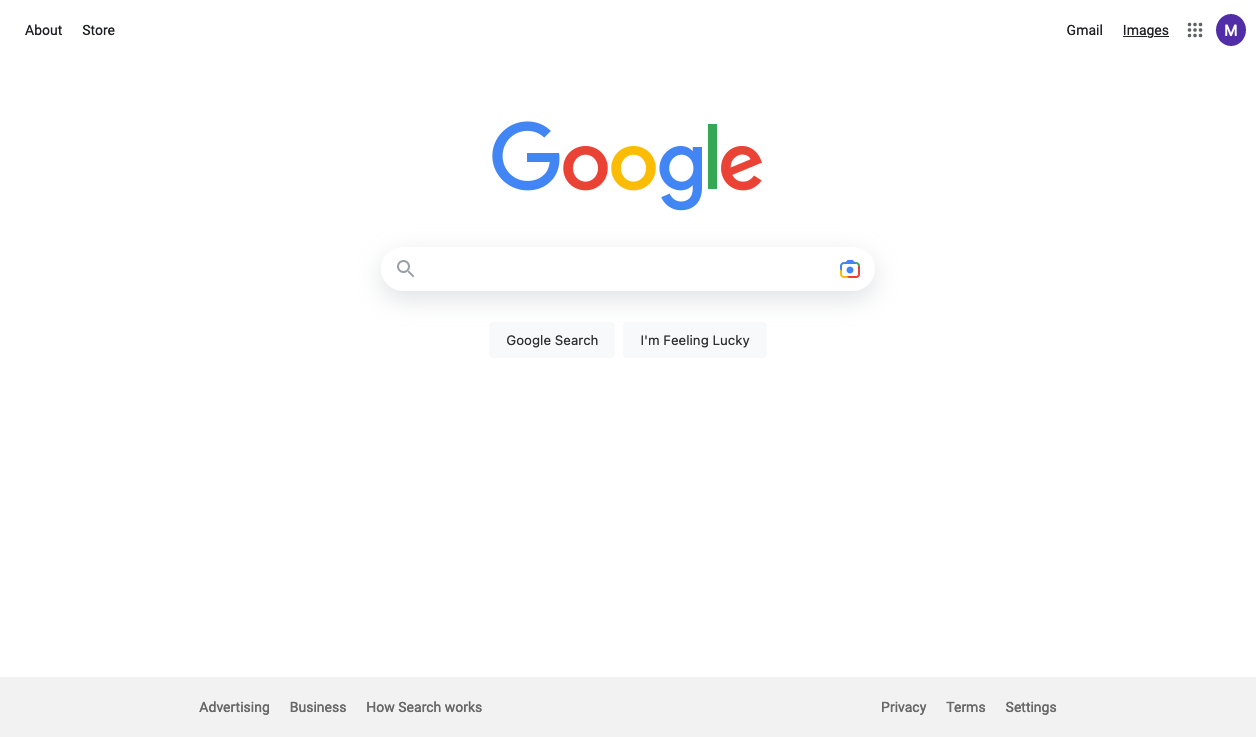 About Store Gmail Images M
Google
Google Search I'm Feeling Lucky
Advertising Business How Search works Privacy Terms Settings